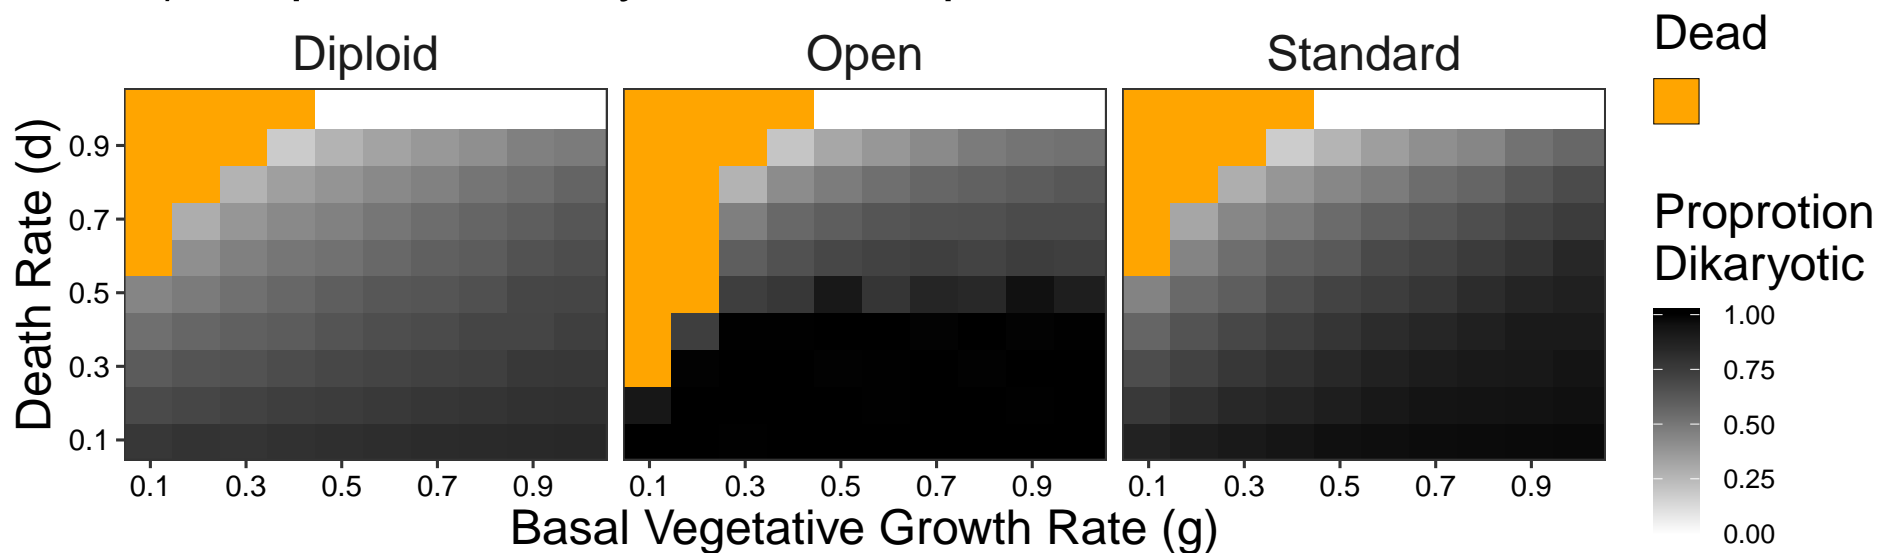 Diploid
Open
Standard
Dead
Death Rate (d)
0.9
0.7
0.5
0.3
0.1
0.1 0.3 0.5 0.7 0.9
0.1 0.3 0.5 0.7 0.9
0.1 0.3 0.5 0.7 0.9
Basal Vegetative Growth Rate (g)
Proprotion
Dikaryotic
1.00
0.75
0.50
0.25
0.00